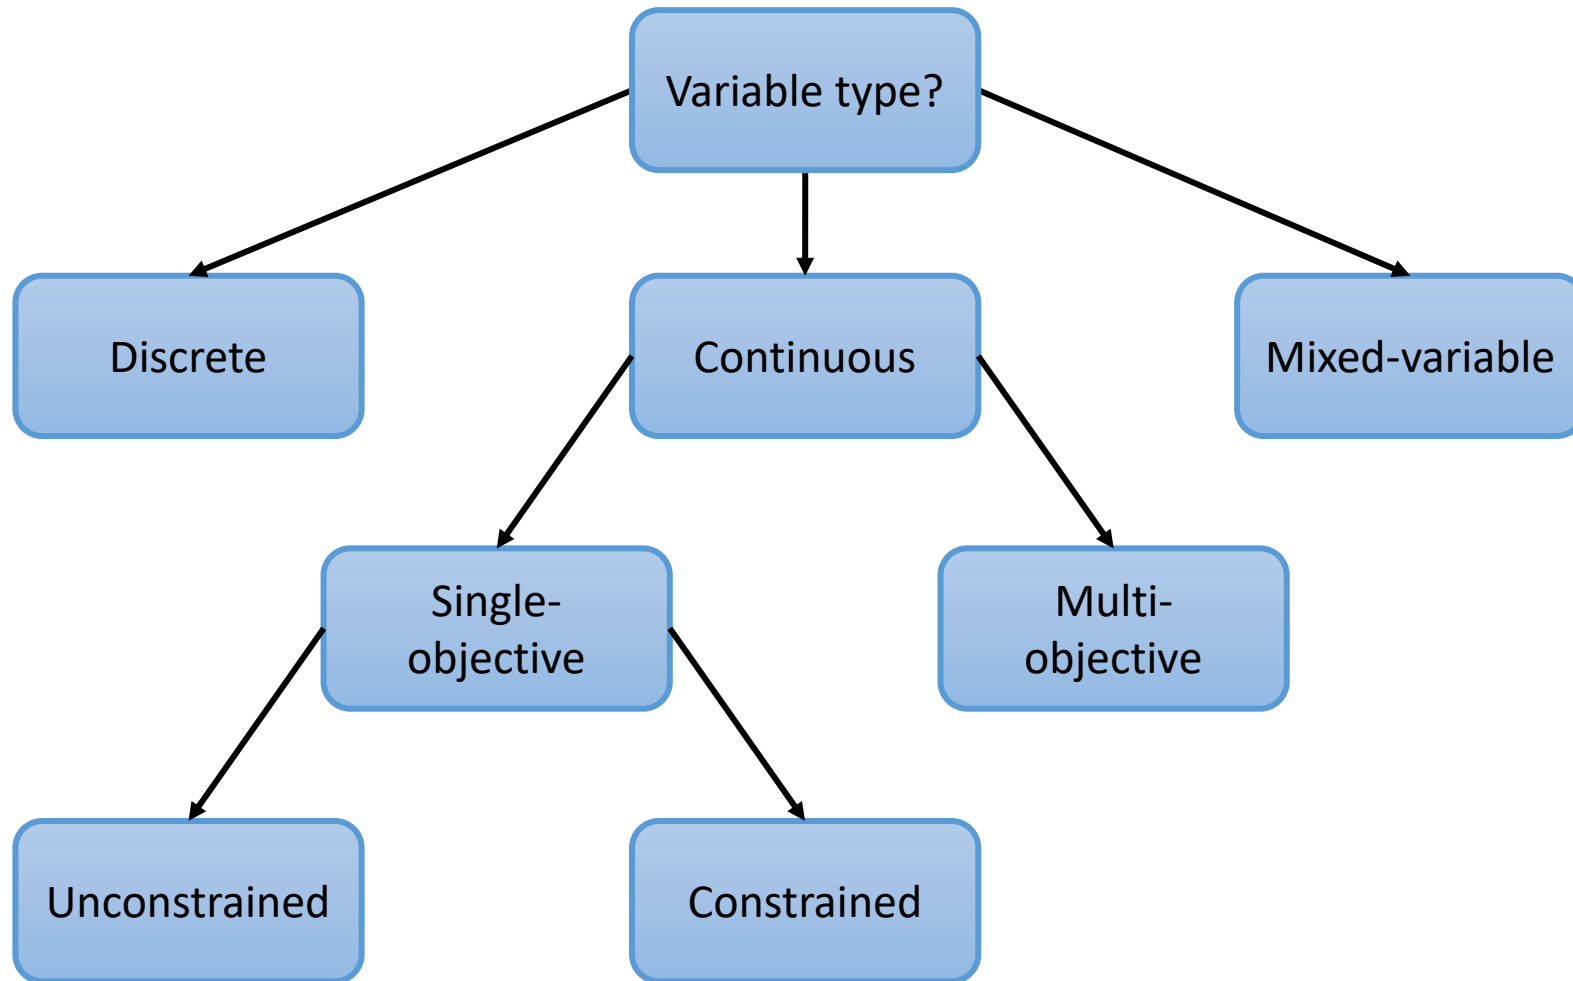 Variable type?
Discrete
Continuous
Mixed-variable
Single-
objective
Multi-
objective
Unconstrained
Constrained